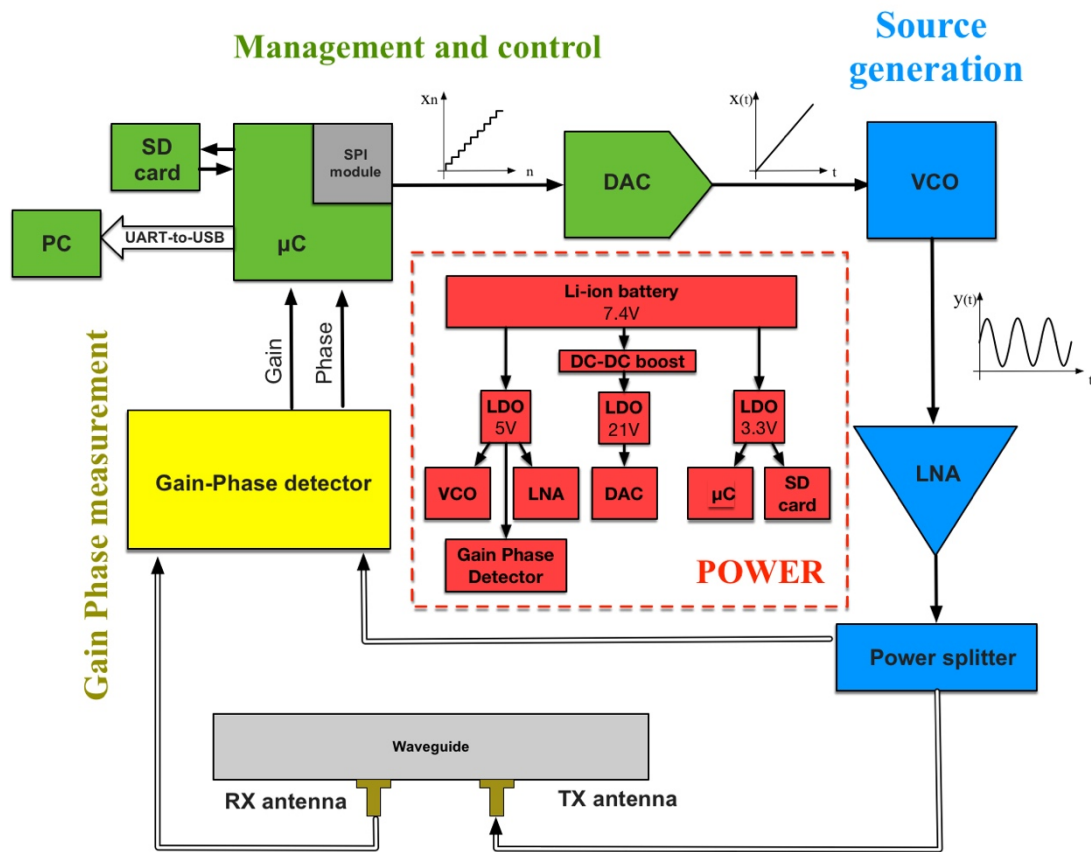 Management and control
Source
generation
SD
card
SPI
module
µC
PC
UART-to-USB
Xn
n
DAC
X(t)
t
VCO
y(t)
t
Li-ion battery
7.4V
DC-DC boost
LDO
5V
LDO
21V
LDO
3.3V
VCO
LNA
DAC
µC
SD
card
Gain Phase
Detector
POWER
Gain
Phase
Gain Phase measurement
Gain-Phase detector
LNA
Power splitter
Waveguide
RX antenna
TX antenna